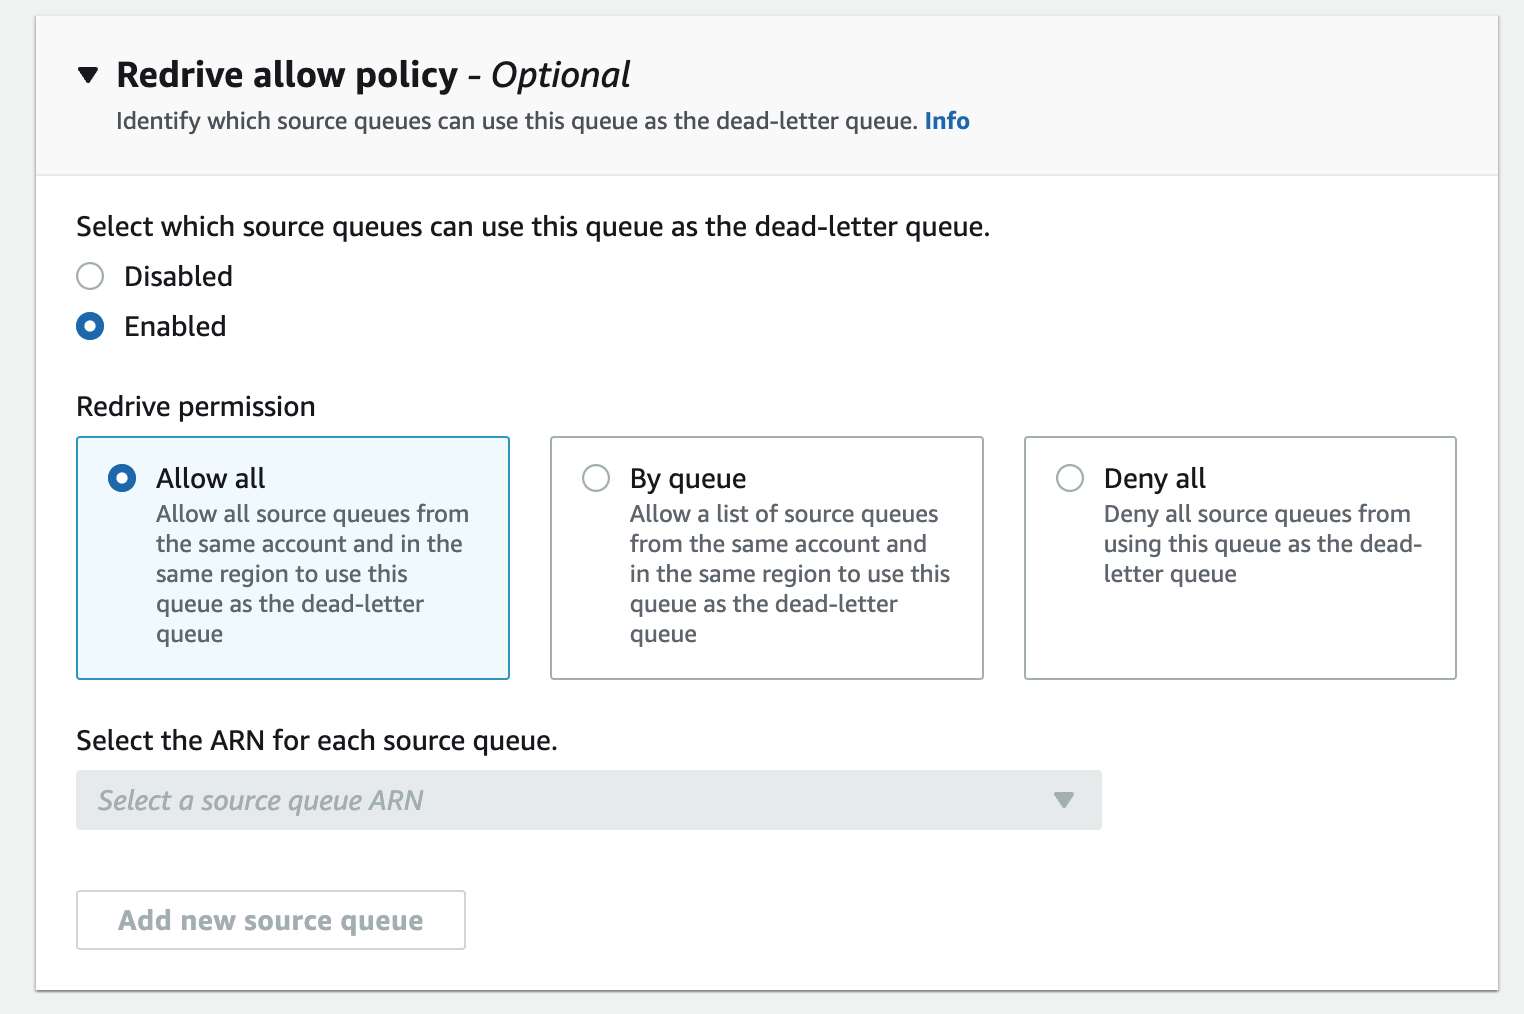 Redrive allow policy - Optional
Identify which source queues can use this queue as the dead-letter queue. Info
Select which source queues can use this queue as the dead-letter queue.
Disabled
Enabled
Redrive permission
Allow all
Allow all source queues from
the same account and in the
same region to use this
queue as the dead-letter
queue
By queue
Allow a list of source queues
from the same account and
in the same region to use this
queue as the dead-letter
queue
Deny all
Deny all source queues from
using this queue as the dead-
letter queue
Select the ARN for each source queue.
Select a source queue ARN
Add new source queue